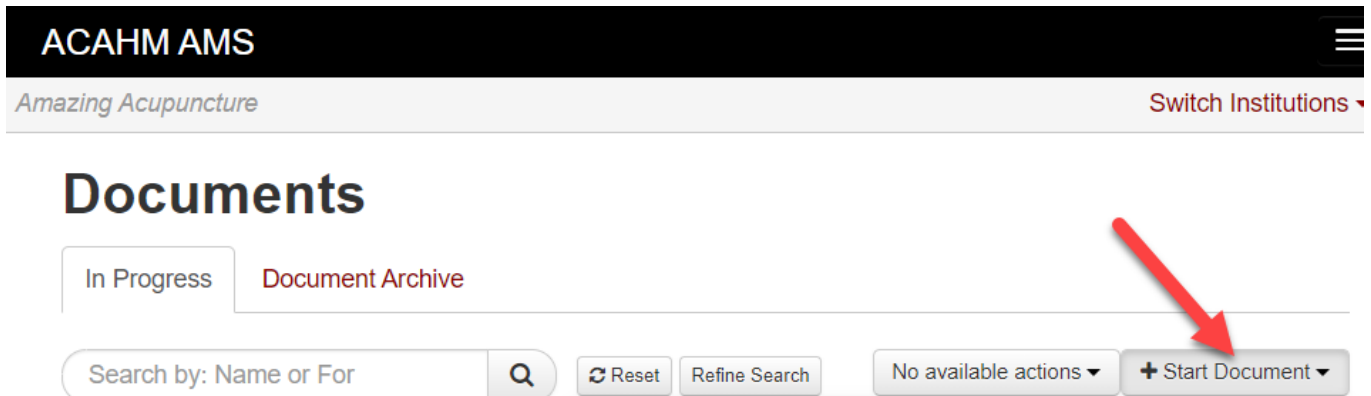 ACAHM AMS
Amazing Acupuncture Switch Institutions
Documents
In Progress Document Archive
Search by: Name or For Reset Refine Search No available actions + Start Document